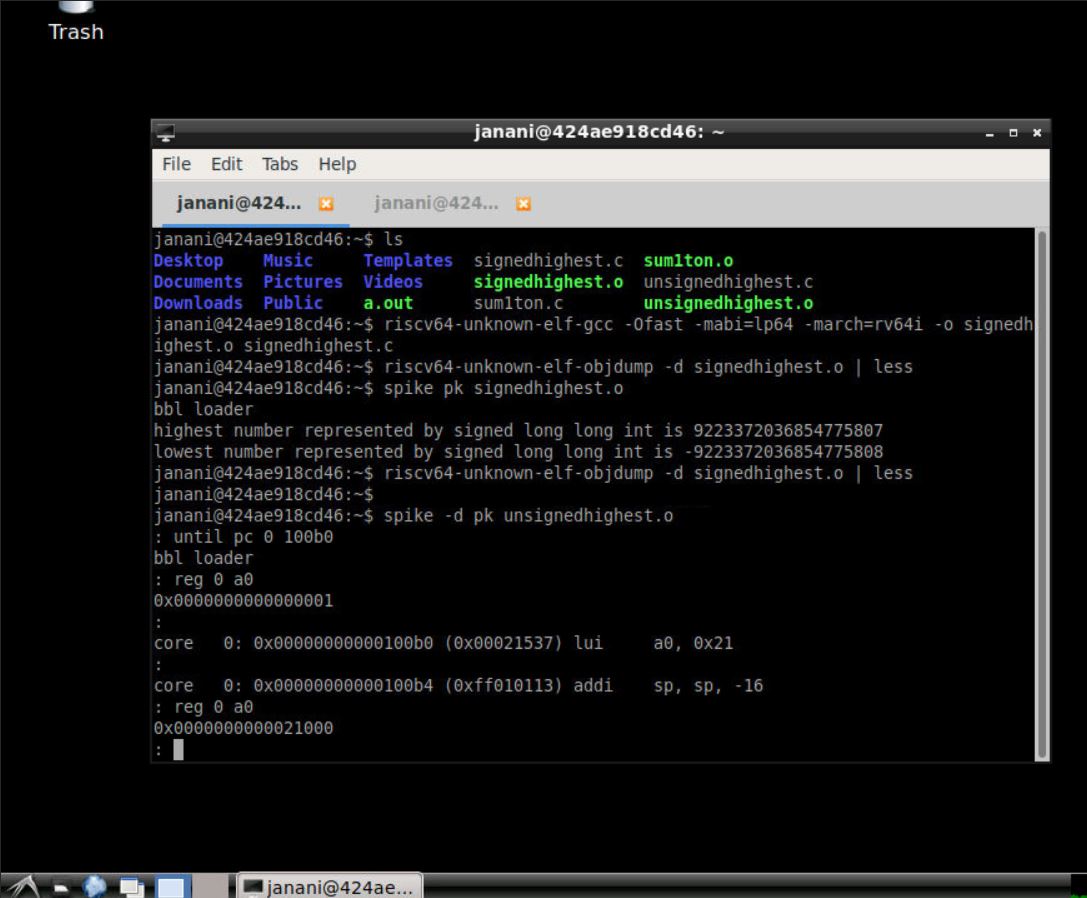 Trash
janani@424ae918cd46: ~
File Edit Tabs Help
janani@424... janani@424...
janani@424ae918cd46:~$ ls
Desktop Music Templates signedhighest.c sum1ton.o
Documents Pictures Videos signedhighest.o unsignedhighest.c
Downloads Public a.out sum1ton.c unsignedhighest.o
janani@424ae918cd46:~$ riscv64-unknown-elf-gcc -Ofast -mabi=lp64 -march=rv64i -o signedh
ighest.o signedhighest.c
janani@424ae918cd46:~$ riscv64-unknown-elf-objdump -d signedhighest.o | less
janani@424ae918cd46:~$ spike pk signedhighest.o
bbl loader
highest number represented by signed long long int is 9223372036854775807
lowest number represented by signed long long int is -9223372036854775808
janani@424ae918cd46:~$ riscv64-unknown-elf-objdump -d signedhighest.o | less
janani@424ae918cd46:~$
janani@424ae918cd46:~$ spike -d pk unsignedhighest.o
: until pc 0 100b0
bbl loader
: reg 0 a0
0x0000000000000001
:
core 0: 0x00000000000100b0 (0x00021537) lui a0, 0x21
:
core 0: 0x00000000000100b4 (0xff010113) addi sp, sp, -16
: reg 0 a0
0x0000000000021000
:
janani@424ae...